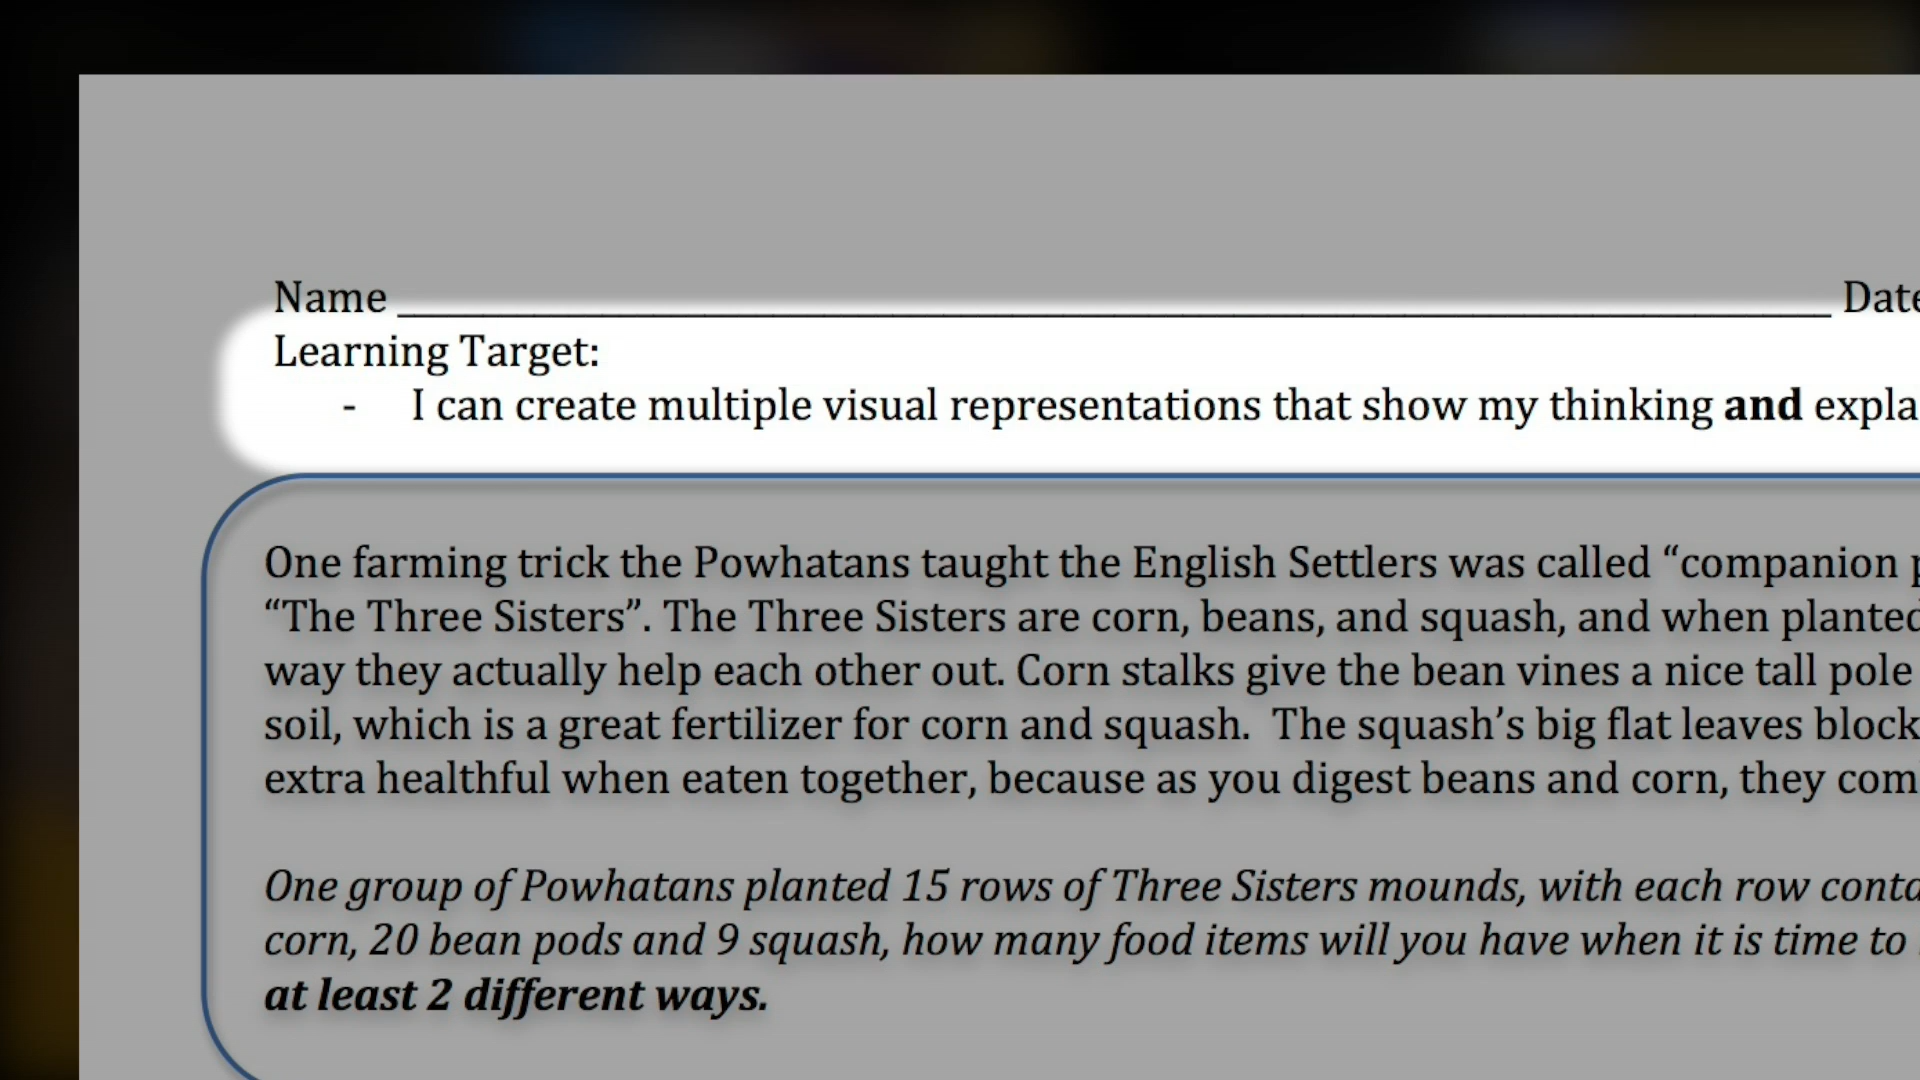 Name Date
Learning Target:
- I can create multiple visual representations that show my thinking and
One farming trick the Powhatans taught the English Settlers was called “companion
“The Three Sisters”. The Three Sisters are corn, beans, and squash, and when planted
way they actually help each other out. Corn stalks give the bean vines a nice tall pole
soil, which is a great fertilizer for corn and squash. The squash’s big flat leaves block
extra healthful when eaten together, because as you digest beans and corn, they
One group of Powhatans planted 15 rows of Three Sisters mounds, with each row
corn, 20 bean pods and 9 squash, how many food items will you have when it is time to
at least 2 different ways.